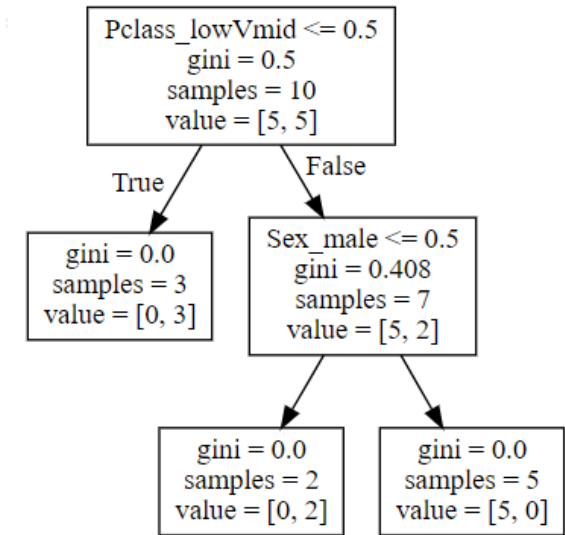 Pclass_lowVmid <= 0.5
gini = 0.5
samples = 10
value = [5, 5]
True
False
gini = 0.0
samples = 3
value = [0, 3]
Sex_male <= 0.5
gini = 0.408
samples = 7
value = [5, 2]
gini = 0.0
samples = 2
value = [0, 2]
gini = 0.0
samples = 5
value = [5, 0]